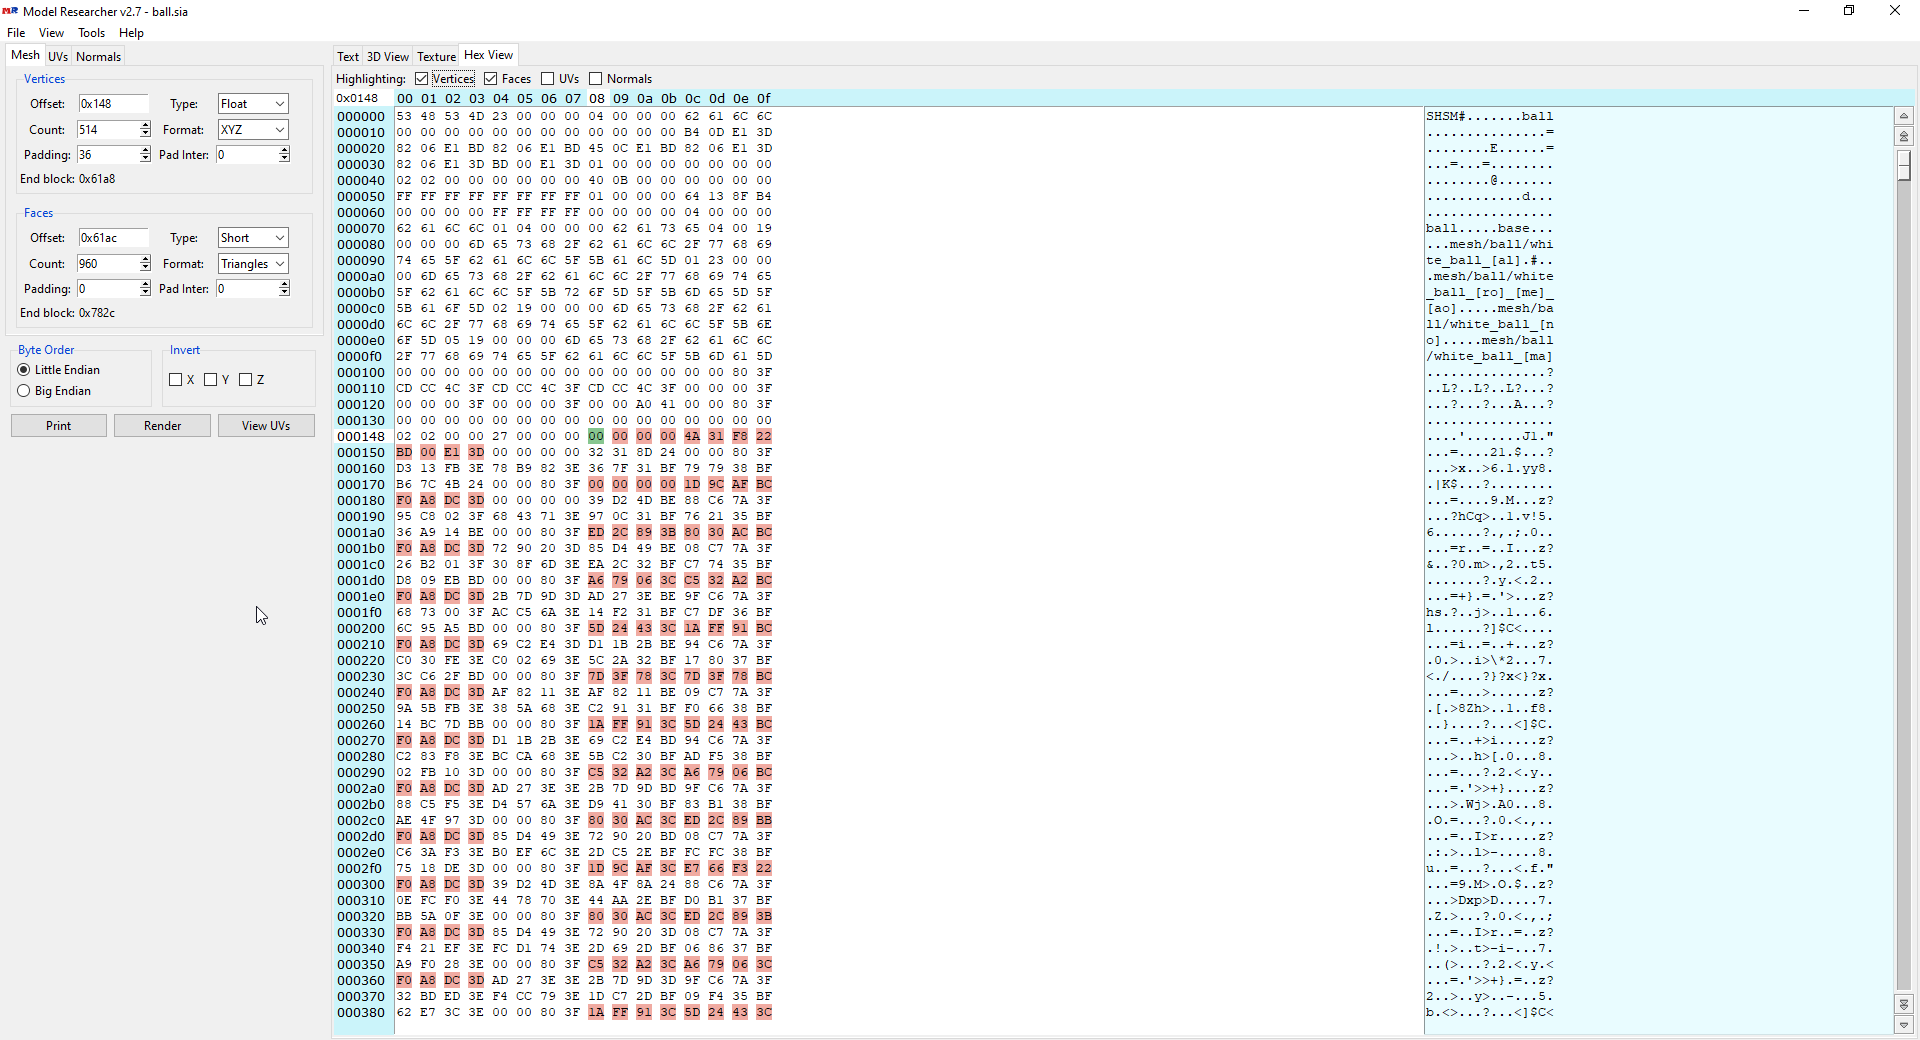 Model Researcher v2.7 - ball.sia
File View Tools Help
Mesh UVs Normals
Vertices
Offset: 0x148 Type: Float
Count: 514 Format: XYZ
Padding: 36 Pad Inter: 0
End block: 0x61a8
Faces
Offset: 0x61ac Type: Short
Count: 960 Format: Triangles
Padding: 0 Pad Inter: 0
End block: 0x782c
Byte Order
Little Endian
Big Endian
Invert
X Y Z
Print Render View UVs
Text 3D View Texture Hex View
Highlighting: Vertices Faces UVs Normals
0x0148 00 01 02 03 04 05 06 07 08 09 0a 0b 0c 0d 0e 0f
000000 53 48 53 4D 23 00 00 00 04 00 00 00 62 61 6C 6C SHSM#.......ball
000010 00 00 00 00 00 00 00 00 00 00 00 00 B4 0D E1 3D ...............=
000020 82 06 E1 BD 82 06 E1 BD 45 0C E1 BD 82 06 E1 3D ........E......=
000030 82 06 E1 3D BD 00 E1 3D 01 00 00 00 00 00 00 00 ...=...=........
000040 02 02 00 00 00 00 00 00 40 0B 00 00 00 00 00 00 ........@.......
000050 FF FF FF FF FF FF FF FF 01 00 00 00 64 13 8F B4 ............d...
000060 00 00 00 00 FF FF FF FF 00 00 00 00 04 00 00 00 ................
000070 62 61 6C 6C 01 04 00 00 00 62 61 73 65 04 00 19 ball.....base...
000080 00 00 00 6D 65 73 68 2F 62 61 6C 6C 2F 77 68 69 ...mesh/ball/whi
000090 74 65 5F 62 61 6C 6C 5F 5B 61 6C 5D 01 23 00 00 te_ball_[al].#..
0000a0 00 6D 65 73 68 2F 62 61 6C 6C 2F 77 68 69 74 65 .mesh/ball/white
0000b0 5F 62 61 6C 6C 5F 5B 72 6F 5D 5F 5B 6D 65 5D 5F _ball_[ro]_[me]_
0000c0 5B 61 6F 5D 02 19 00 00 00 6D 65 73 68 2F 62 61 [ao].....mesh/ba
0000d0 6C 6C 2F 77 68 69 74 65 5F 62 61 6C 6C 5F 5B 6E ll/white_ball_[n
0000e0 6F 5D 05 19 00 00 00 6D 65 73 68 2F 62 61 6C 6C o].....mesh/ball
0000f0 2F 77 68 69 74 65 5F 62 61 6C 6C 5F 5B 6D 61 5D /white_ball_[ma]
000100 00 00 00 00 00 00 00 00 00 00 00 00 00 00 80 3F ...............?
000110 CD CC 4C 3F CD CC 4C 3F CD CC 4C 3F 00 00 00 3F ..L?..L?..L?...?
000120 00 00 00 3F 00 00 00 3F 00 00 A0 41 00 00 80 3F ...?...?...A...?
000130 00 00 00 00 00 00 00 00 00 00 00 00 00 00 00 00 ................
000148 02 02 00 00 27 00 00 00 00 00 00 00 4A 31 F8 22 ....'.......J1."
000150 BD 00 E1 3D 00 00 00 00 32 31 8D 24 00 00 80 3F ...=....21.$...?
000160 D3 13 FB 3E 78 B9 82 3E 36 7F 31 BF 79 79 38 BF ...>x..>6.1.yy8.
000170 B6 7C 4B 24 00 00 80 3F 00 00 00 00 1D 9C AF BC .|K$...?........
000180 F0 A8 DC 3D 00 00 00 00 39 D2 4D BE 88 C6 7A 3F ...=....9.M...z?
000190 95 C8 02 3F 68 43 71 3E 97 0C 31 BF 76 21 35 BF ...?hCq>..1.v!5.
0001a0 36 A9 14 BE 00 00 80 3F ED 2C 89 3B 80 30 AC BC 6......?.,.;.0..
0001b0 F0 A8 DC 3D 72 90 20 3D 85 D4 49 BE 08 C7 7A 3F ...=r..=..I...z?
0001c0 26 B2 01 3F 30 8F 6D 3E EA 2C 32 BF C7 74 35 BF &..?0.m>.,2..t5.
0001d0 D8 09 EB BD 00 00 80 3F A6 79 06 3C C5 32 A2 BC .......?.y.<.2..
0001e0 F0 A8 DC 3D 2B 7D 9D 3D AD 27 3E BE 9F C6 7A 3F ...=+}.=.'>...z?
0001f0 68 73 00 3F AC C5 6A 3E 14 F2 31 BF C7 DF 36 BF hs.?..j>..1...6.
000200 6C 95 A5 BD 00 00 80 3F 5D 24 43 3C 1A FF 91 BC l......?]$C<....
000210 F0 A8 DC 3D 69 C2 E4 3D D1 1B 2B BE 94 C6 7A 3F ...=i..=..+...z?
000220 C0 30 FE 3E C0 02 69 3E 5C 2A 32 BF 17 80 37 BF .0.>..i>\*2...7.
000230 3C C6 2F BD 00 00 80 3F 7D 3F 78 3C 7D 3F 78 BC <./....?}?x<}?x.
000240 F0 A8 DC 3D AF 82 11 3E AF 82 11 BE 09 C7 7A 3F ...=...>......z?
000250 9A 5B FB 3E 38 5A 68 3E C2 91 31 BF F0 66 38 BF .[.>8Zh>..1..f8.
000260 14 BC 7D BB 00 00 80 3F 1A FF 91 3C 5D 24 43 BC ..}....?...<]$C.
000270 F0 A8 DC 3D D1 1B 2B 3E 69 C2 E4 BD 94 C6 7A 3F ...=..+>i.....z?
000280 C2 83 F8 3E BC CA 68 3E 5B C2 30 BF AD F5 38 BF ...>..h>[.0...8.
000290 02 FB 10 3D 00 00 80 3F C5 32 A2 3C A6 79 06 BC ...=...?.2.<.y..
0002a0 F0 A8 DC 3D AD 27 3E 3E 2B 7D 9D BD 9F C6 7A 3F ...=.'>>+}....z?
0002b0 88 C5 F5 3E D4 57 6A 3E D9 41 30 BF 83 B1 38 BF ...>.Wj>.A0...8.
0002c0 AE 4F 97 3D 00 00 80 3F 80 30 AC 3C ED 2C 89 BB .O.=...?.0.<.,..
0002d0 F0 A8 DC 3D 85 D4 49 3E 72 90 20 BD 08 C7 7A 3F ...=..I>r.....z?
0002e0 C6 3A F3 3E B0 EF 6C 3E 2D C5 2E BF FC FC 38 BF .:.>..l>-.....8.
0002f0 75 18 DE 3D 00 00 80 3F 1D 9C AF 3C E7 66 F3 22 u..=...?...<.f."
000300 F0 A8 DC 3D 39 D2 4D 3E 8A 4F 8A 24 88 C6 7A 3F ...=9.M>.O.$..z?
000310 0E FC F0 3E 44 78 70 3E 44 AA 2E BF D0 B1 37 BF ...>Dxp>D.....7.
000320 BB 5A 0F 3E 00 00 80 3F 80 30 AC 3C ED 2C 89 3B .Z.>...?.0.<.,.;
000330 F0 A8 DC 3D 85 D4 49 3E 72 90 20 3D 08 C7 7A 3F ...=..I>r..=..z?
000340 F4 21 EF 3E FC D1 74 3E 2D 69 2D BF 06 86 37 BF .!.>..t>-i-...7.
000350 A9 F0 28 3E 00 00 80 3F C5 32 A2 3C A6 79 06 3C ..(>...?.2.<.y.<
000360 F0 A8 DC 3D AD 27 3E 3E 2B 7D 9D 3D 9F C6 7A 3F ...=.'>>+}.=..z?
000370 32 BD ED 3E F4 CC 79 3E 1D C7 2D BF 09 F4 35 BF 2..>..y>..-...5.
000380 62 E7 3C 3E 00 00 80 3F 1A FF 91 3C 5D 24 43 3C b.<>...?...<]$C<